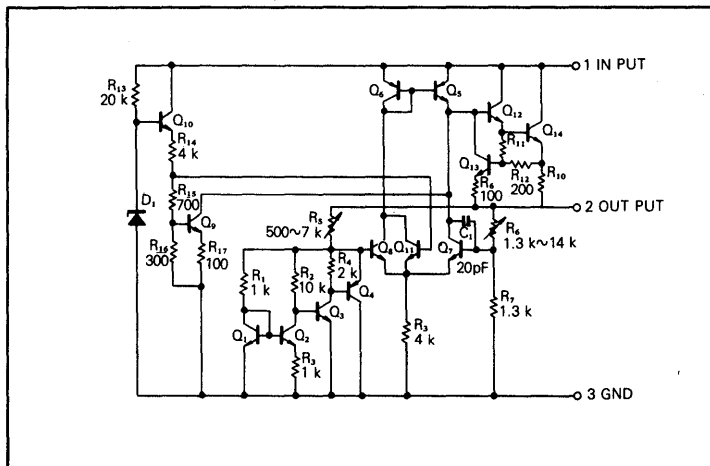 1 IN PUT
R13
20 k
Q10
R14
4 k
Q6
Q5
Q12
Q14
R11
Q13
R12
200
R10
R6
100
D1
R15
700
Q9
R16
300
R17
100
2 OUT PUT
R5
500~7 k
R6
1.3 k~14 k
C1
20pF
Q8
Q11
Q7
R1
1 k
R2
10 k
R4
2 k
Q4
Q3
Q1
Q2
R3
1 k
R3
4 k
R7
1.3 k
3 GND